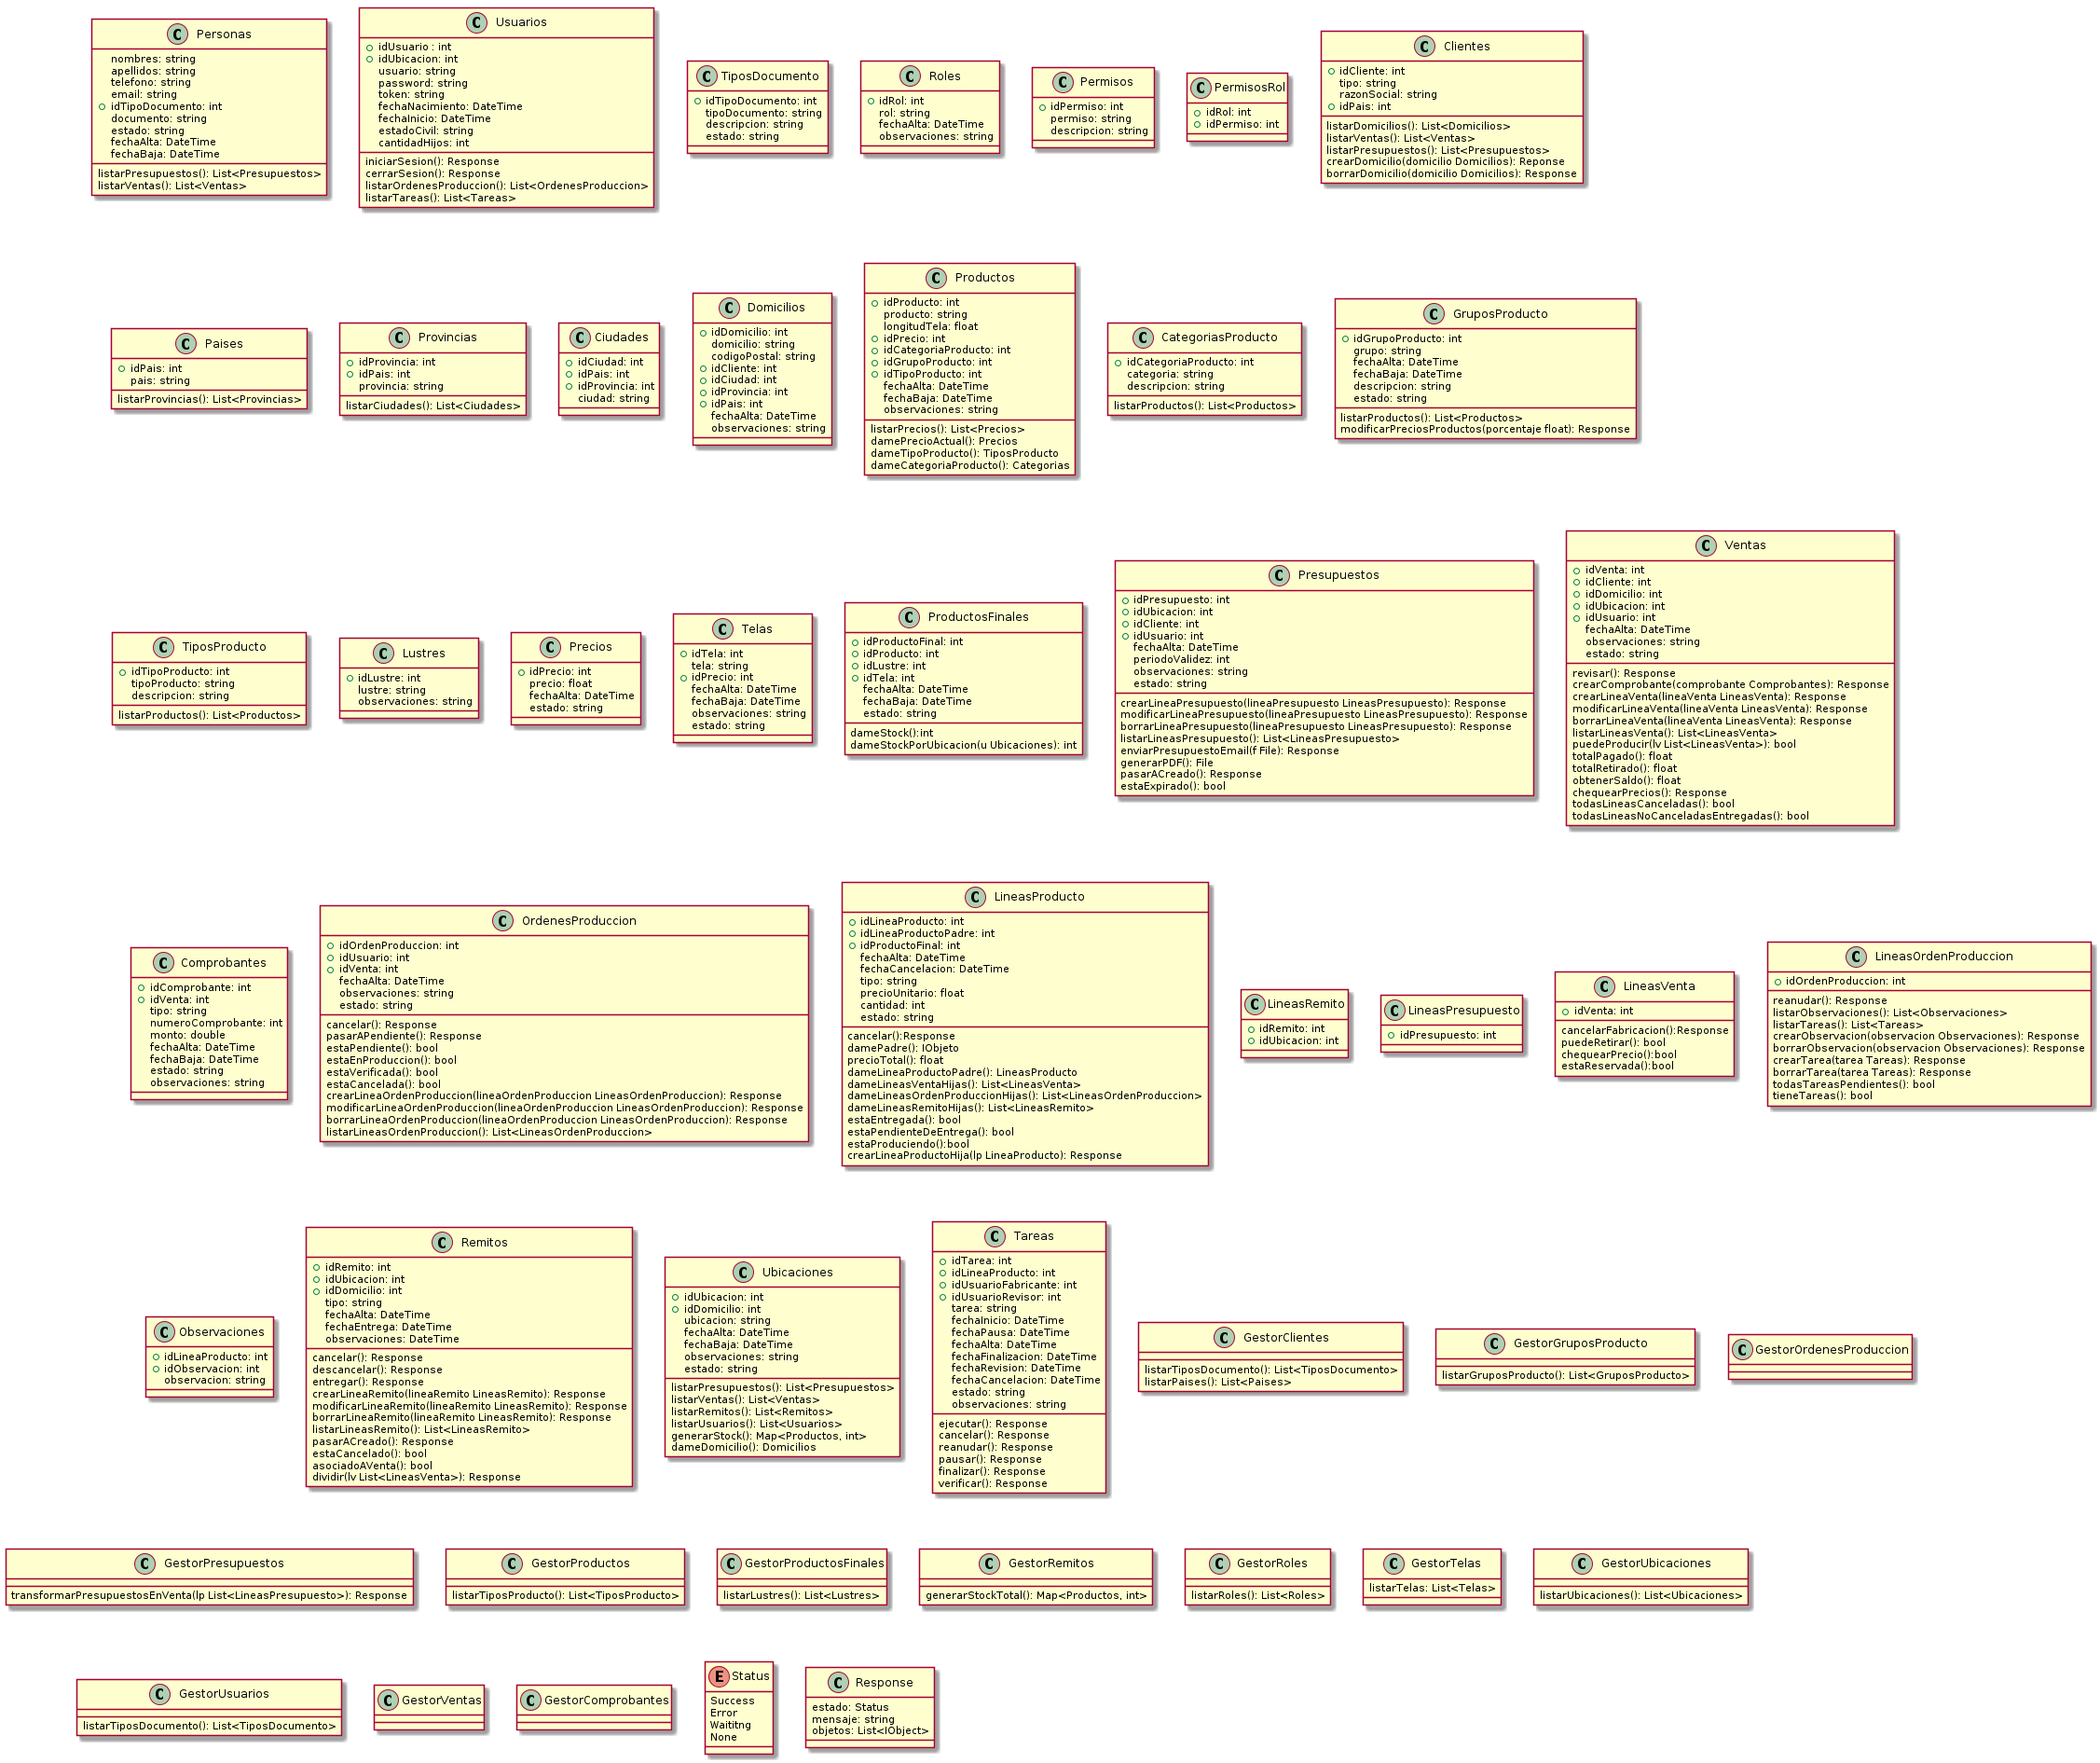 Personas
nombres: string
apellidos: string
telefono: string
email: string
idTipoDocumento: int
documento: string
estado: string
fechaAlta: DateTime
fechaBaja: DateTime
listarPresupuestos(): List<Presupuestos>
listarVentas(): List<Ventas>
Usuarios
idUsuario : int
idUbicacion: int
usuario: string
password: string
token: string
fechaNacimiento: DateTime
fechaInicio: DateTime
estadoCivil: string
cantidadHijos: int
iniciarSesion(): Response
cerrarSesion(): Response
listarOrdenesProduccion(): List<OrdenesProduccion>
listarTareas(): List<Tareas>
TiposDocumento
idTipoDocumento: int
tipoDocumento: string
descripcion: string
estado: string
Roles
idRol: int
rol: string
fechaAlta: DateTime
observaciones: string
Permisos
idPermiso: int
permiso: string
descripcion: string
PermisosRol
idRol: int
idPermiso: int
Clientes
idCliente: int
tipo: string
razonSocial: string
idPais: int
listarDomicilios(): List<Domicilios>
listarVentas(): List<Ventas>
listarPresupuestos(): List<Presupuestos>
crearDomicilio(domicilio Domicilios): Reponse
borrarDomicilio(domicilio Domicilios): Response
Paises
idPais: int
pais: string
listarProvincias(): List<Provincias>
Provincias
idProvincia: int
idPais: int
provincia: string
listarCiudades(): List<Ciudades>
Ciudades
idCiudad: int
idPais: int
idProvincia: int
ciudad: string
Domicilios
idDomicilio: int
domicilio: string
codigoPostal: string
idCliente: int
idCiudad: int
idProvincia: int
idPais: int
fechaAlta: DateTime
observaciones: string
Productos
idProducto: int
producto: string
longitudTela: float
idPrecio: int
idCategoriaProducto: int
idGrupoProducto: int
idTipoProducto: int
fechaAlta: DateTime
fechaBaja: DateTime
observaciones: string
listarPrecios(): List<Precios>
damePrecioActual(): Precios
dameTipoProducto(): TiposProducto
dameCategoriaProducto(): Categorias
CategoriasProducto
idCategoriaProducto: int
categoria: string
descripcion: string
listarProductos(): List<Productos>
GruposProducto
idGrupoProducto: int
grupo: string
fechaAlta: DateTime
fechaBaja: DateTime
descripcion: string
estado: string
listarProductos(): List<Productos>
modificarPreciosProductos(porcentaje float): Response
TiposProducto
idTipoProducto: int
tipoProducto: string
descripcion: string
listarProductos(): List<Productos>
Lustres
idLustre: int
lustre: string
observaciones: string
Precios
idPrecio: int
precio: float
fechaAlta: DateTime
estado: string
Telas
idTela: int
tela: string
idPrecio: int
fechaAlta: DateTime
fechaBaja: DateTime
observaciones: string
estado: string
ProductosFinales
idProductoFinal: int
idProducto: int
idLustre: int
idTela: int
fechaAlta: DateTime
fechaBaja: DateTime
estado: string
dameStock():int
dameStockPorUbicacion(u Ubicaciones): int
Presupuestos
idPresupuesto: int
idUbicacion: int
idCliente: int
idUsuario: int
fechaAlta: DateTime
periodoValidez: int
observaciones: string
estado: string
crearLineaPresupuesto(lineaPresupuesto LineasPresupuesto): Response
modificarLineaPresupuesto(lineaPresupuesto LineasPresupuesto): Response
borrarLineaPresupuesto(lineaPresupuesto LineasPresupuesto): Response
listarLineasPresupuesto(): List<LineasPresupuesto>
enviarPresupuestoEmail(f File): Response
generarPDF(): File
pasarACreado(): Response
estaExpirado(): bool
Ventas
idVenta: int
idCliente: int
idDomicilio: int
idUbicacion: int
idUsuario: int
fechaAlta: DateTime
observaciones: string
estado: string
revisar(): Response
crearComprobante(comprobante Comprobantes): Response
crearLineaVenta(lineaVenta LineasVenta): Response
modificarLineaVenta(lineaVenta LineasVenta): Response
borrarLineaVenta(lineaVenta LineasVenta): Response
listarLineasVenta(): List<LineasVenta>
puedeProducir(lv List<LineasVenta>): bool
totalPagado(): float
totalRetirado(): float
obtenerSaldo(): float
chequearPrecios(): Response
todasLineasCanceladas(): bool
todasLineasNoCanceladasEntregadas(): bool
Comprobantes
idComprobante: int
idVenta: int
tipo: string
numeroComprobante: int
monto: double
fechaAlta: DateTime
fechaBaja: DateTime
estado: string
observaciones: string
OrdenesProduccion
idOrdenProduccion: int
idUsuario: int
idVenta: int
fechaAlta: DateTime
observaciones: string
estado: string
cancelar(): Response
pasarAPendiente(): Response
estaPendiente(): bool
estaEnProduccion(): bool
estaVerificada(): bool
estaCancelada(): bool
crearLineaOrdenProduccion(lineaOrdenProduccion LineasOrdenProduccion): Response
modificarLineaOrdenProduccion(lineaOrdenProduccion LineasOrdenProduccion): Response
borrarLineaOrdenProduccion(lineaOrdenProduccion LineasOrdenProduccion): Response
listarLineasOrdenProduccion(): List<LineasOrdenProduccion>
LineasProducto
idLineaProducto: int
idLineaProductoPadre: int
idProductoFinal: int
fechaAlta: DateTime
fechaCancelacion: DateTime
tipo: string
precioUnitario: float
cantidad: int
estado: string
cancelar():Response
damePadre(): IObjeto
precioTotal(): float
dameLineaProductoPadre(): LineasProducto
dameLineasVentaHijas(): List<LineasVenta>
dameLineasOrdenProduccionHijas(): List<LineasOrdenProduccion>
dameLineasRemitoHijas(): List<LineasRemito>
estaEntregada(): bool
estaPendienteDeEntrega(): bool
estaProduciendo():bool
crearLineaProductoHija(lp LineaProducto): Response
LineasRemito
idRemito: int
idUbicacion: int
LineasPresupuesto
idPresupuesto: int
LineasVenta
idVenta: int
cancelarFabricacion():Response
puedeRetirar(): bool
chequearPrecio():bool
estaReservada():bool
LineasOrdenProduccion
idOrdenProduccion: int
reanudar(): Response
listarObservaciones(): List<Observaciones>
listarTareas(): List<Tareas>
crearObservacion(observacion Observaciones): Response
borrarObservacion(observacion Observaciones): Response
crearTarea(tarea Tareas): Response
borrarTarea(tarea Tareas): Response
todasTareasPendientes(): bool
tieneTareas(): bool
Observaciones
idLineaProducto: int
idObservacion: int
observacion: string
Remitos
idRemito: int
idUbicacion: int
idDomicilio: int
tipo: string
fechaAlta: DateTime
fechaEntrega: DateTime
observaciones: DateTime
cancelar(): Response
descancelar(): Response
entregar(): Response
crearLineaRemito(lineaRemito LineasRemito): Response
modificarLineaRemito(lineaRemito LineasRemito): Response
borrarLineaRemito(lineaRemito LineasRemito): Response
listarLineasRemito(): List<LineasRemito>
pasarACreado(): Response
estaCancelado(): bool
asociadoAVenta(): bool
dividir(lv List<LineasVenta>): Response
Ubicaciones
idUbicacion: int
idDomicilio: int
ubicacion: string
fechaAlta: DateTime
fechaBaja: DateTime
observaciones: string
estado: string
listarPresupuestos(): List<Presupuestos>
listarVentas(): List<Ventas>
listarRemitos(): List<Remitos>
listarUsuarios(): List<Usuarios>
generarStock(): Map<Productos, int>
dameDomicilio(): Domicilios
Tareas
idTarea: int
idLineaProducto: int
idUsuarioFabricante: int
idUsuarioRevisor: int
tarea: string
fechaInicio: DateTime
fechaPausa: DateTime
fechaAlta: DateTime
fechaFinalizacion: DateTime
fechaRevision: DateTime
fechaCancelacion: DateTime
estado: string
observaciones: string
ejecutar(): Response
cancelar(): Response
reanudar(): Response
pausar(): Response
finalizar(): Response
verificar(): Response
GestorClientes
listarTiposDocumento(): List<TiposDocumento>
listarPaises(): List<Paises>
GestorGruposProducto
listarGruposProducto(): List<GruposProducto>
GestorOrdenesProduccion
GestorPresupuestos
transformarPresupuestosEnVenta(lp List<LineasPresupuesto>): Response
GestorProductos
listarTiposProducto(): List<TiposProducto>
GestorProductosFinales
listarLustres(): List<Lustres>
GestorRemitos
generarStockTotal(): Map<Productos, int>
GestorRoles
listarRoles(): List<Roles>
GestorTelas
listarTelas: List<Telas>
GestorUbicaciones
listarUbicaciones(): List<Ubicaciones>
GestorUsuarios
listarTiposDocumento(): List<TiposDocumento>
GestorVentas
GestorComprobantes
Status
Success
Error
Waititng
None
Response
estado: Status
mensaje: string
objetos: List<IObject>